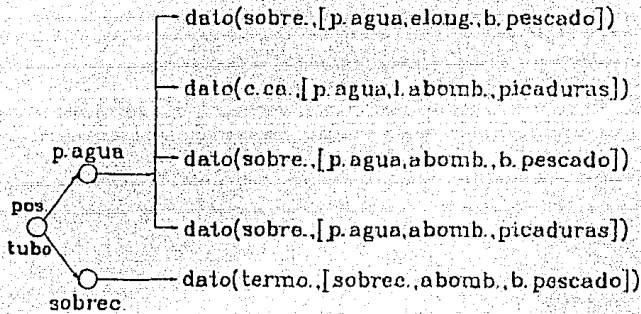 dato(sobre.,[p.agua,elong.,b.pescado])
dato(c.ca.,[p.agua,l.abomb.,picaduras])
p.agua
dato(sobre.,[p.agua,abomb.,b.pescado])
pos.
tubo
dato(sobre.,[p.agua,abomb.,picaduras])
dato(termo.,[sobrec.,abomb.,b.pescado])
sobrec.